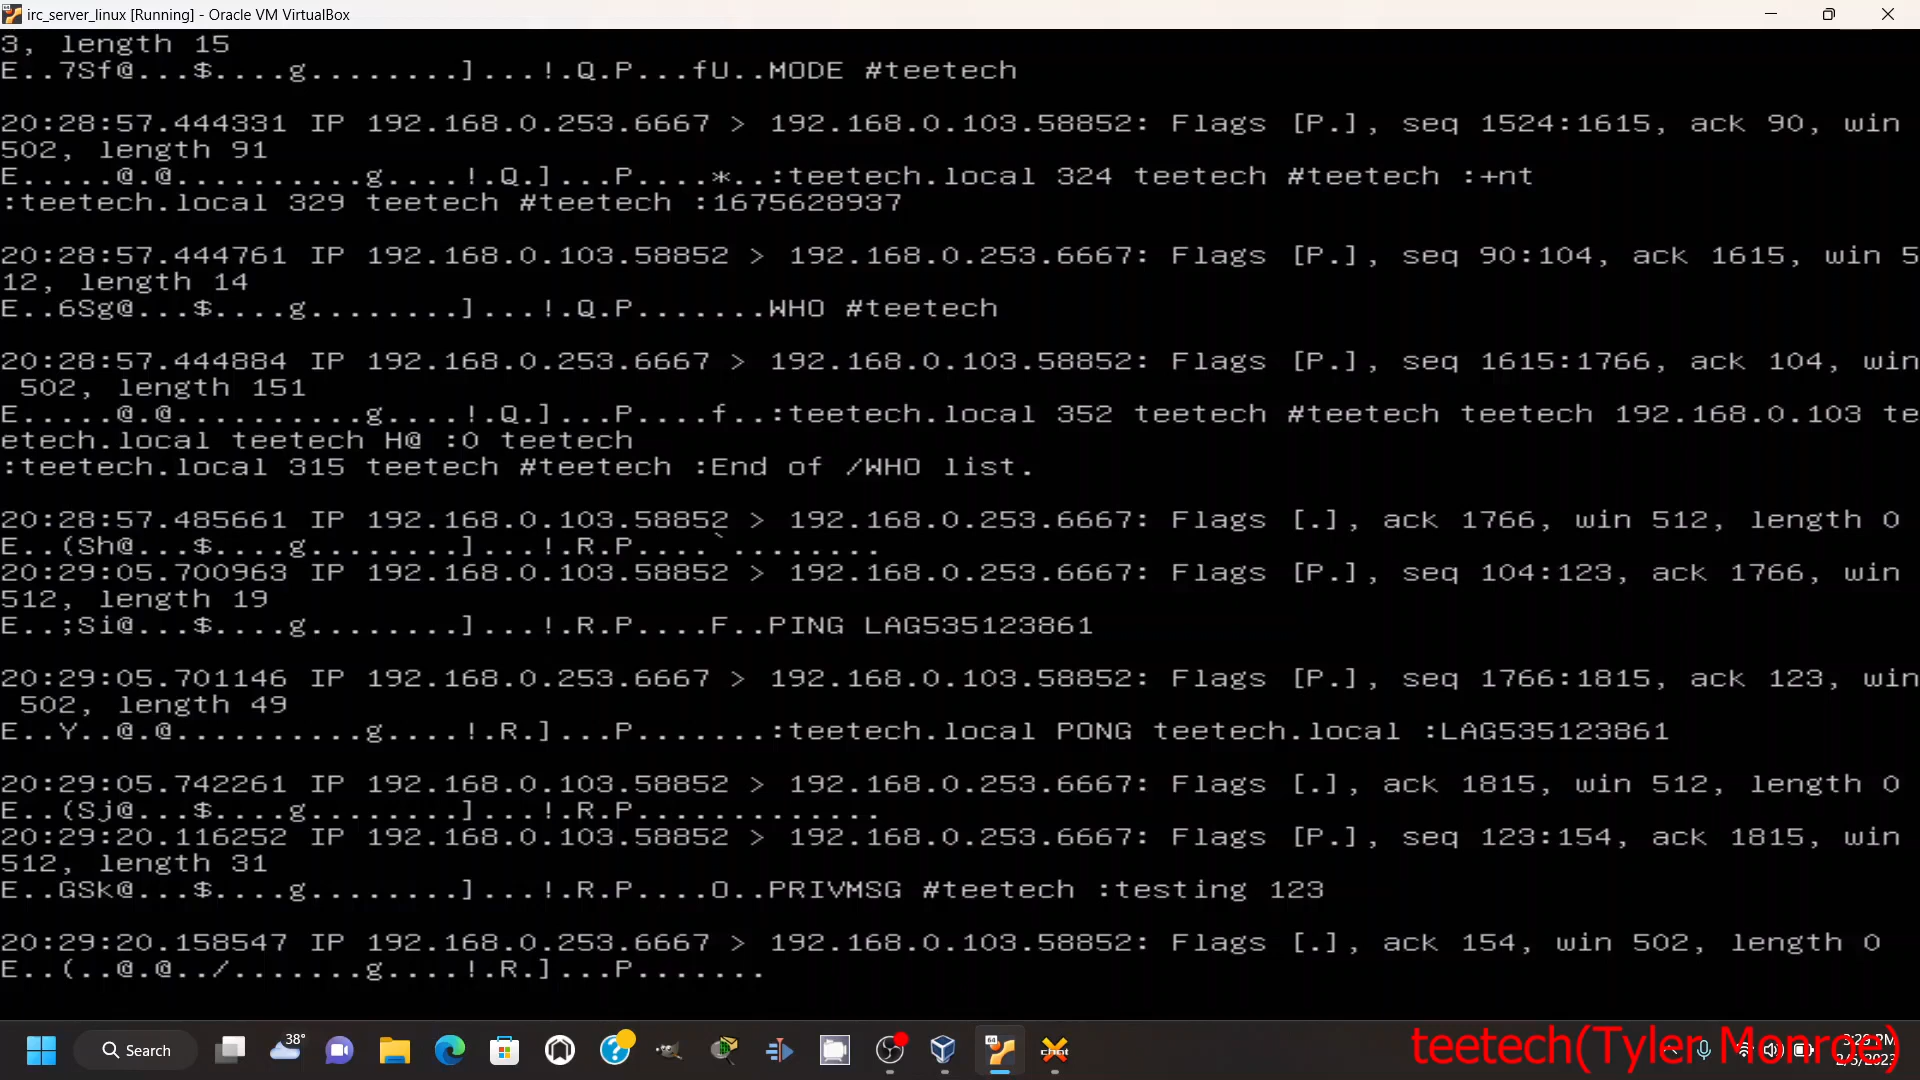 irc_server_linux [Running] - Oracle VM VirtualBox
3, length 15
E..7Sf@...$....g........]...!.Q.P...fU..MODE #teetech
20:28:57.444331 IP 192.168.0.253.6667 > 192.168.0.103.58852: Flags [P.], seq 1524:1615, ack 90, win
502, length 91
E.....@.@..........g....!.Q.]...P....*..:teetech.local 324 teetech #teetech :+nt
:teetech.local 329 teetech #teetech :1675628937
20:28:57.444761 IP 192.168.0.103.58852 > 192.168.0.253.6667: Flags [P.], seq 90:104, ack 1615, win 5
12, length 14
E..6Sg@...$....g........]...!.Q.P.......WHO #teetech
20:28:57.444884 IP 192.168.0.253.6667 > 192.168.0.103.58852: Flags [P.], seq 1615:1766, ack 104, win
502, length 151
E.....@.@..........g....!.Q.]...P....f..:teetech.local 352 teetech #teetech teetech 192.168.0.103 te
etech.local teetech H@ :0 teetech
:teetech.local 315 teetech #teetech :End of /WHO list.
20:28:57.485661 IP 192.168.0.103.58852 > 192.168.0.253.6667: Flags [.], ack 1766, win 512, length 0
E..(Sh@...$....g........]...!.R.P....`........
20:29:05.700963 IP 192.168.0.103.58852 > 192.168.0.253.6667: Flags [P.], seq 104:123, ack 1766, win
512, length 19
E..;Si@...$....g........]...!.R.P....F..PING LAG535123861
20:29:05.701146 IP 192.168.0.253.6667 > 192.168.0.103.58852: Flags [P.], seq 1766:1815, ack 123, win
502, length 49
E..Y..@.@..........g....!.R.]...P.......:teetech.local PONG teetech.local :LAG535123861
20:29:05.742261 IP 192.168.0.103.58852 > 192.168.0.253.6667: Flags [.], ack 1815, win 512, length 0
E..(Sj@...$....g........]...!.R.P.............
20:29:20.116252 IP 192.168.0.103.58852 > 192.168.0.253.6667: Flags [P.], seq 123:154, ack 1815, win
512, length 31
E..GSk@...$....g........]...!.R.P....O..PRIVMSG #teetech :testing 123
20:29:20.158547 IP 192.168.0.253.6667 > 192.168.0.103.58852: Flags [.], ack 154, win 502, length 0
E..(..@.@../.......g....!.R.]...P.......
38°
Search
chat
64
teetech(Tyler Monroe)